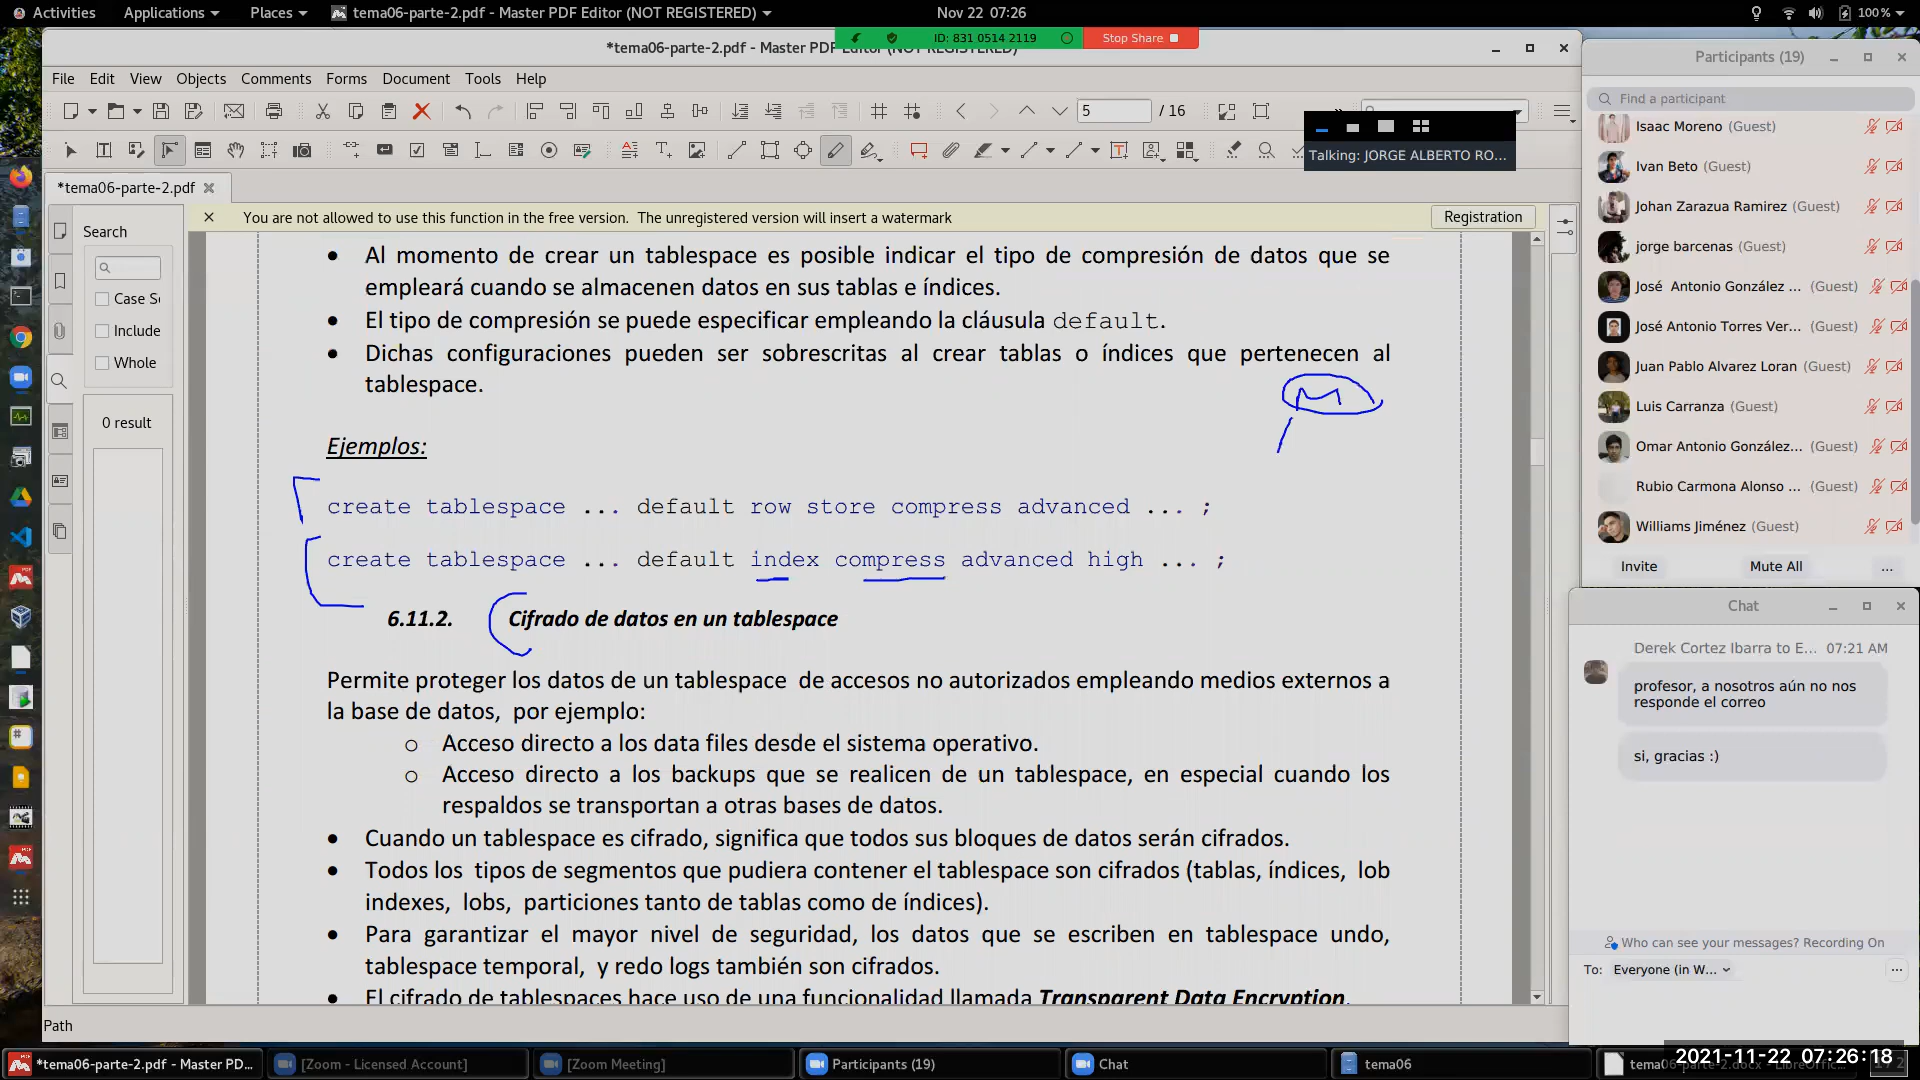 Activities Applications Places tema06-parte-2.pdf - Master PDF Editor (NOT REGISTERED) Nov 22 07:26 100%
*tema06-parte-2.pdf - Master PDF Editor (NOT REGISTERED)
ID: 831 0514 2119 Stop Share
File Edit View Objects Comments Forms Document Tools Help
5 / 16
Talking: JORGE ALBERTO RO...
*tema06-parte-2.pdf
You are not allowed to use this function in the free version. The unregistered version will insert a watermark Registration
Search
Case Se
Include
Whole
0 result
Al momento de crear un tablespace es posible indicar el tipo de compresión de datos que se
empleará cuando se almacenen datos en sus tablas e índices.
El tipo de compresión se puede especificar empleando la cláusula default.
Dichas configuraciones pueden ser sobrescritas al crear tablas o índices que pertenecen al
tablespace.
M
Ejemplos:
create tablespace ... default row store compress advanced ... ;
create tablespace ... default index compress advanced high ... ;
6.11.2. Cifrado de datos en un tablespace
Permite proteger los datos de un tablespace de accesos no autorizados empleando medios externos a
la base de datos, por ejemplo:
o Acceso directo a los data files desde el sistema operativo.
o Acceso directo a los backups que se realicen de un tablespace, en especial cuando los
respaldos se transportan a otras bases de datos.
Cuando un tablespace es cifrado, significa que todos sus bloques de datos serán cifrados.
Todos los tipos de segmentos que pudiera contener el tablespace son cifrados (tablas, índices, lob
indexes, lobs, particiones tanto de tablas como de índices).
Para garantizar el mayor nivel de seguridad, los datos que se escriben en tablespace undo,
tablespace temporal, y redo logs también son cifrados.
El cifrado de tablespaces hace uso de una funcionalidad llamada Transparent Data Encryption.
Path
Participants (19)
Find a participant
Isaac Moreno (Guest)
Ivan Beto (Guest)
Johan Zarazua Ramirez (Guest)
jorge barcenas (Guest)
José Antonio González ... (Guest)
José Antonio Torres Ver... (Guest)
Juan Pablo Alvarez Loran (Guest)
Luis Carranza (Guest)
Omar Antonio González... (Guest)
Rubio Carmona Alonso ... (Guest)
Williams Jiménez (Guest)
Invite Mute All ...
Chat
Derek Cortez Ibarra to E... 07:21 AM
profesor, a nosotros aún no nos
responde el correo
si, gracias :)
Who can see your messages? Recording On
To: Everyone (in W...
*tema06-parte-2.pdf - Master PD... [Zoom - Licensed Account] [Zoom Meeting] Participants (19) Chat tema06
2021-11-22 07:26:18